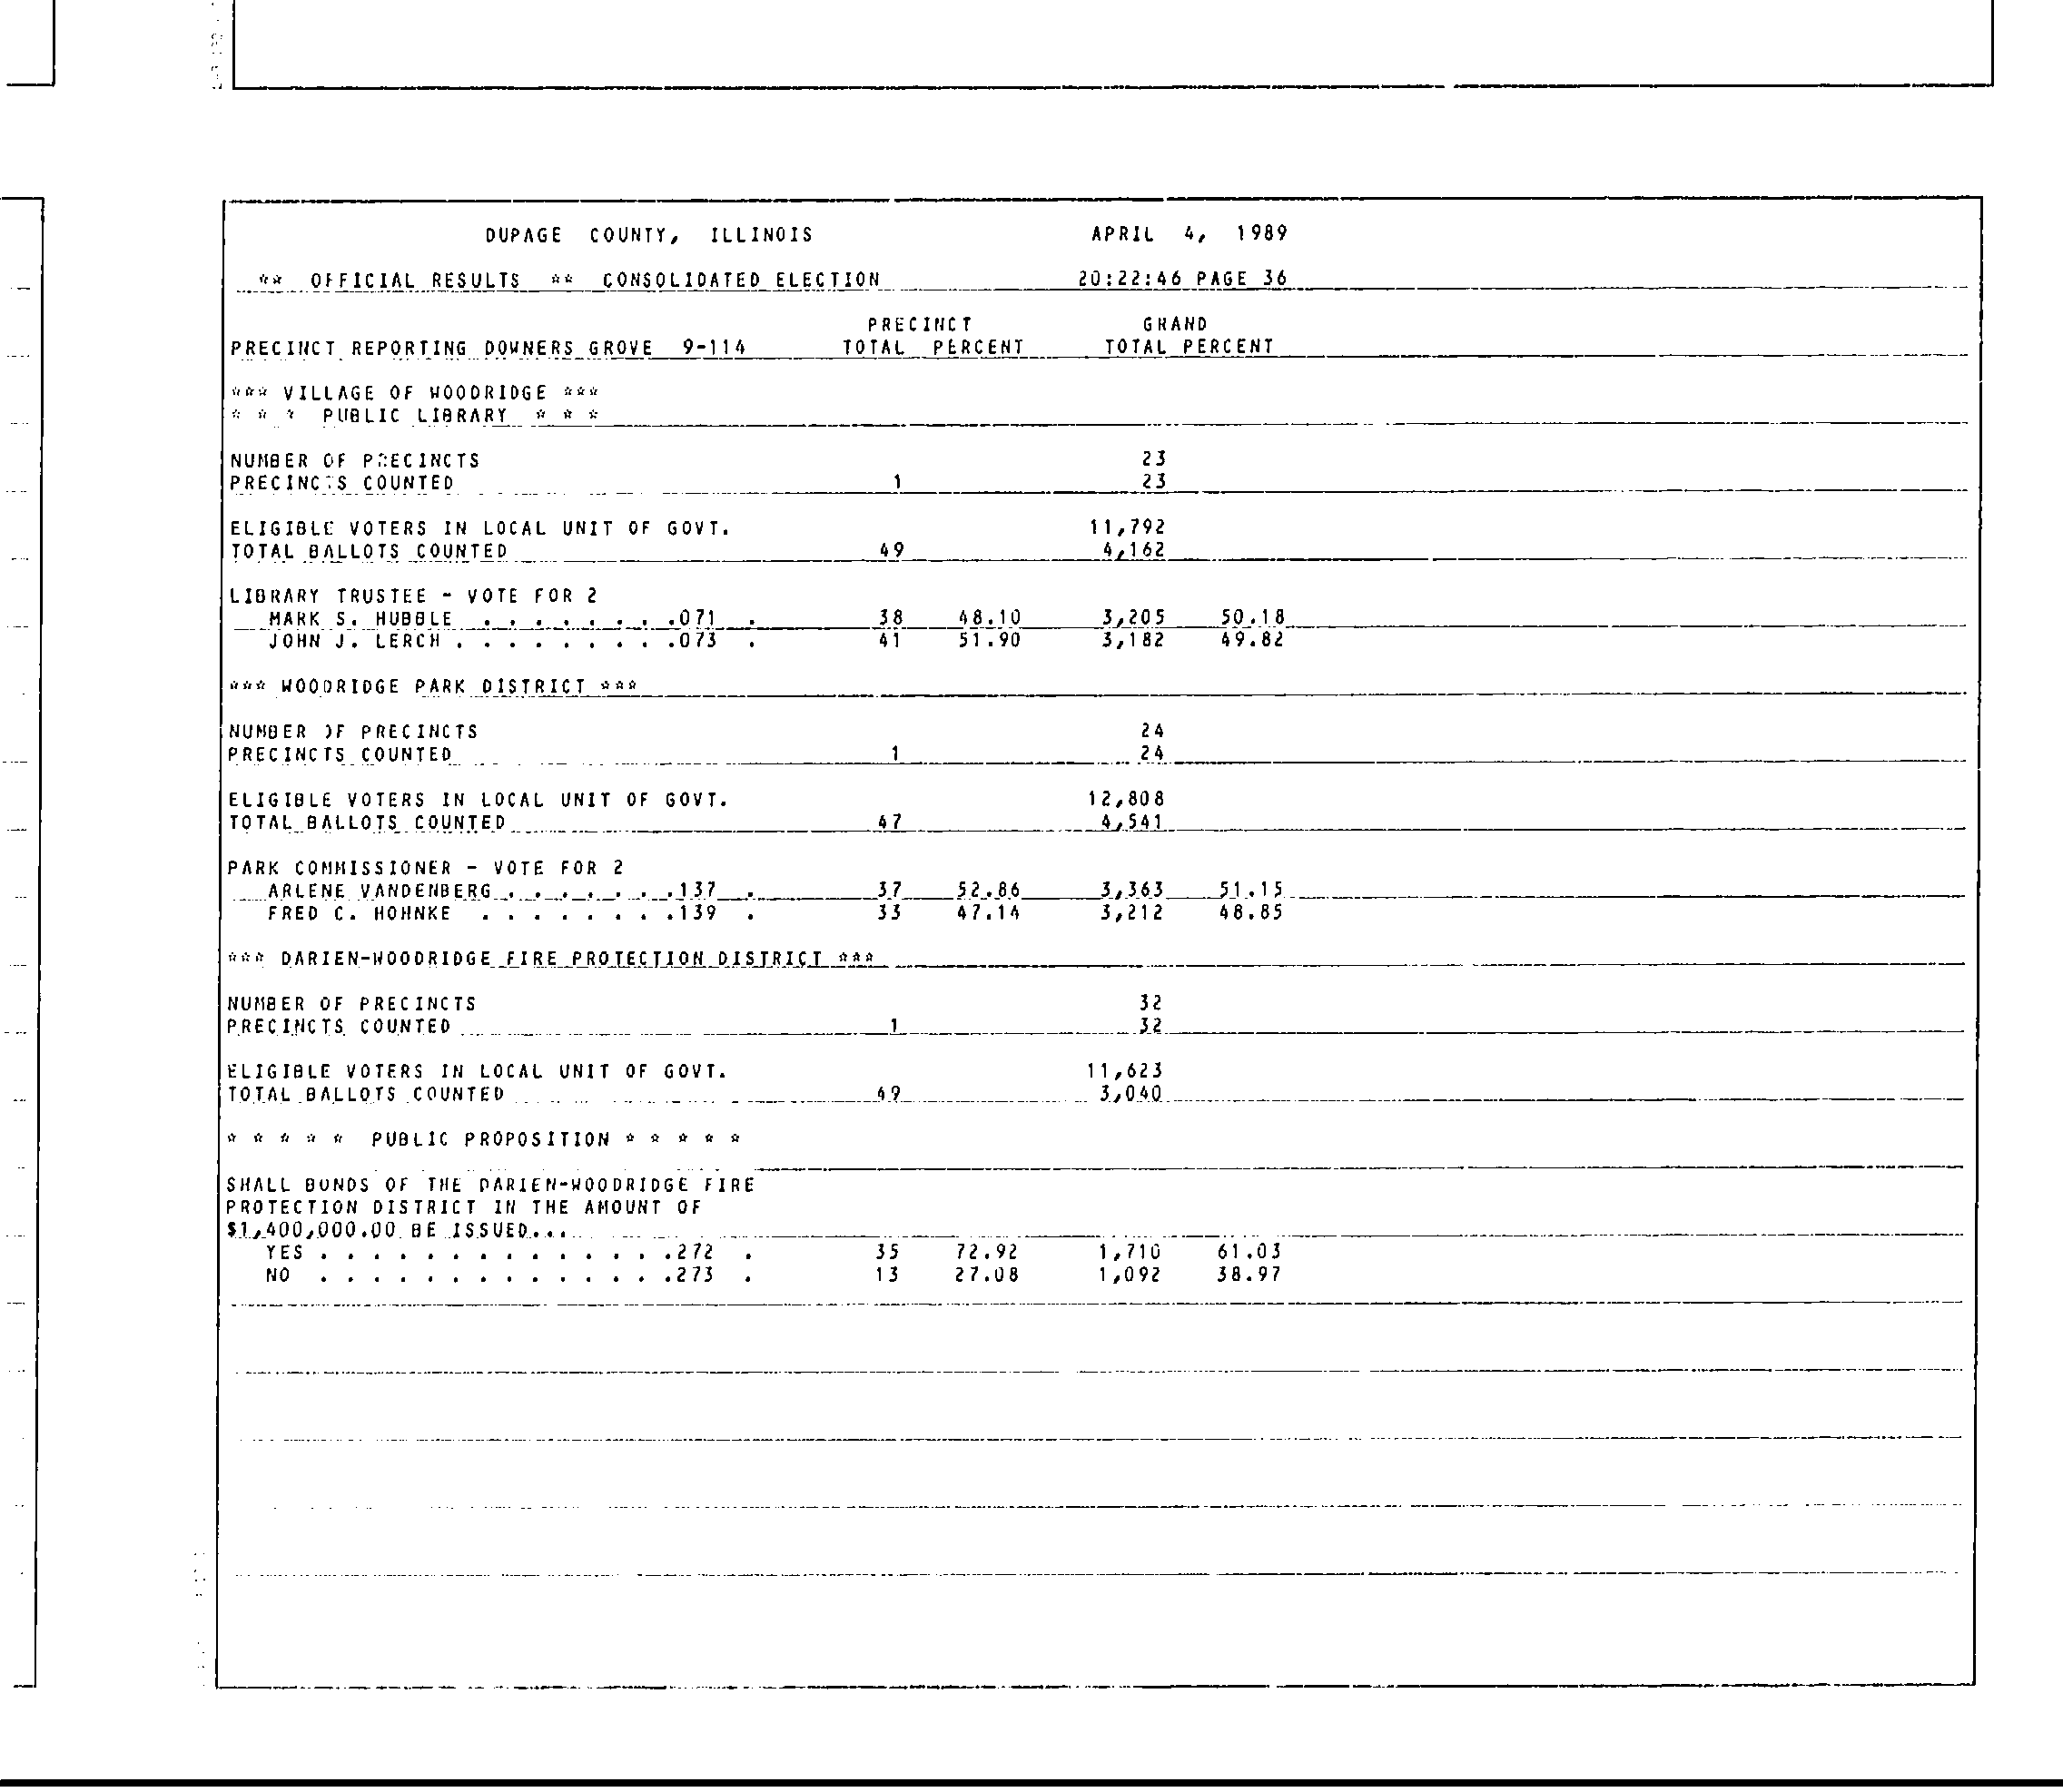 DUPAGE COUNTY, ILLINOIS APRIL 4, 1989
** OFFICIAL RESULTS ** CONSOLIDATED ELECTION 20:22:46 PAGE 36
PRECINCT GRAND
PRECINCT REPORTING DOWNERS GROVE 9-114 TOTAL PERCENT TOTAL PERCENT
*** VILLAGE OF WOODRIDGE ***
* * * PUBLIC LIBRARY * * *
NUMBER OF PRECINCTS 23
PRECINCTS COUNTED 1 23
ELIGIBLE VOTERS IN LOCAL UNIT OF GOVT. 11,792
TOTAL BALLOTS COUNTED 49 4,162
LIBRARY TRUSTEE - VOTE FOR 2
MARK S. HUBBLE . . . . . . . .071 . 38 48.10 3,205 50.18
JOHN J. LERCH . . . . . . . . .073 . 41 51.90 3,182 49.82
*** WOODRIDGE PARK DISTRICT ***
NUMBER OF PRECINCTS 24
PRECINCTS COUNTED 1 24
ELIGIBLE VOTERS IN LOCAL UNIT OF GOVT. 12,808
TOTAL BALLOTS COUNTED 47 4,541
PARK COMMISSIONER - VOTE FOR 2
ARLENE VANDENBERG . . . . . . .137 . 37 52.86 3,363 51.15
FRED C. HOHNKE . . . . . . . .139 . 33 47.14 3,212 48.85
*** DARIEN-WOODRIDGE FIRE PROTECTION DISTRICT ***
NUMBER OF PRECINCTS 32
PRECINCTS COUNTED 1 32
ELIGIBLE VOTERS IN LOCAL UNIT OF GOVT. 11,623
TOTAL BALLOTS COUNTED 49 3,040
* * * * * PUBLIC PROPOSITION * * * * *
SHALL BONDS OF THE DARIEN-WOODRIDGE FIRE
PROTECTION DISTRICT IN THE AMOUNT OF
$1,400,000.00 BE ISSUED...
YES . . . . . . . . . . . . . .272 . 35 72.92 1,710 61.03
NO . . . . . . . . . . . . . .273 . 13 27.08 1,092 38.97